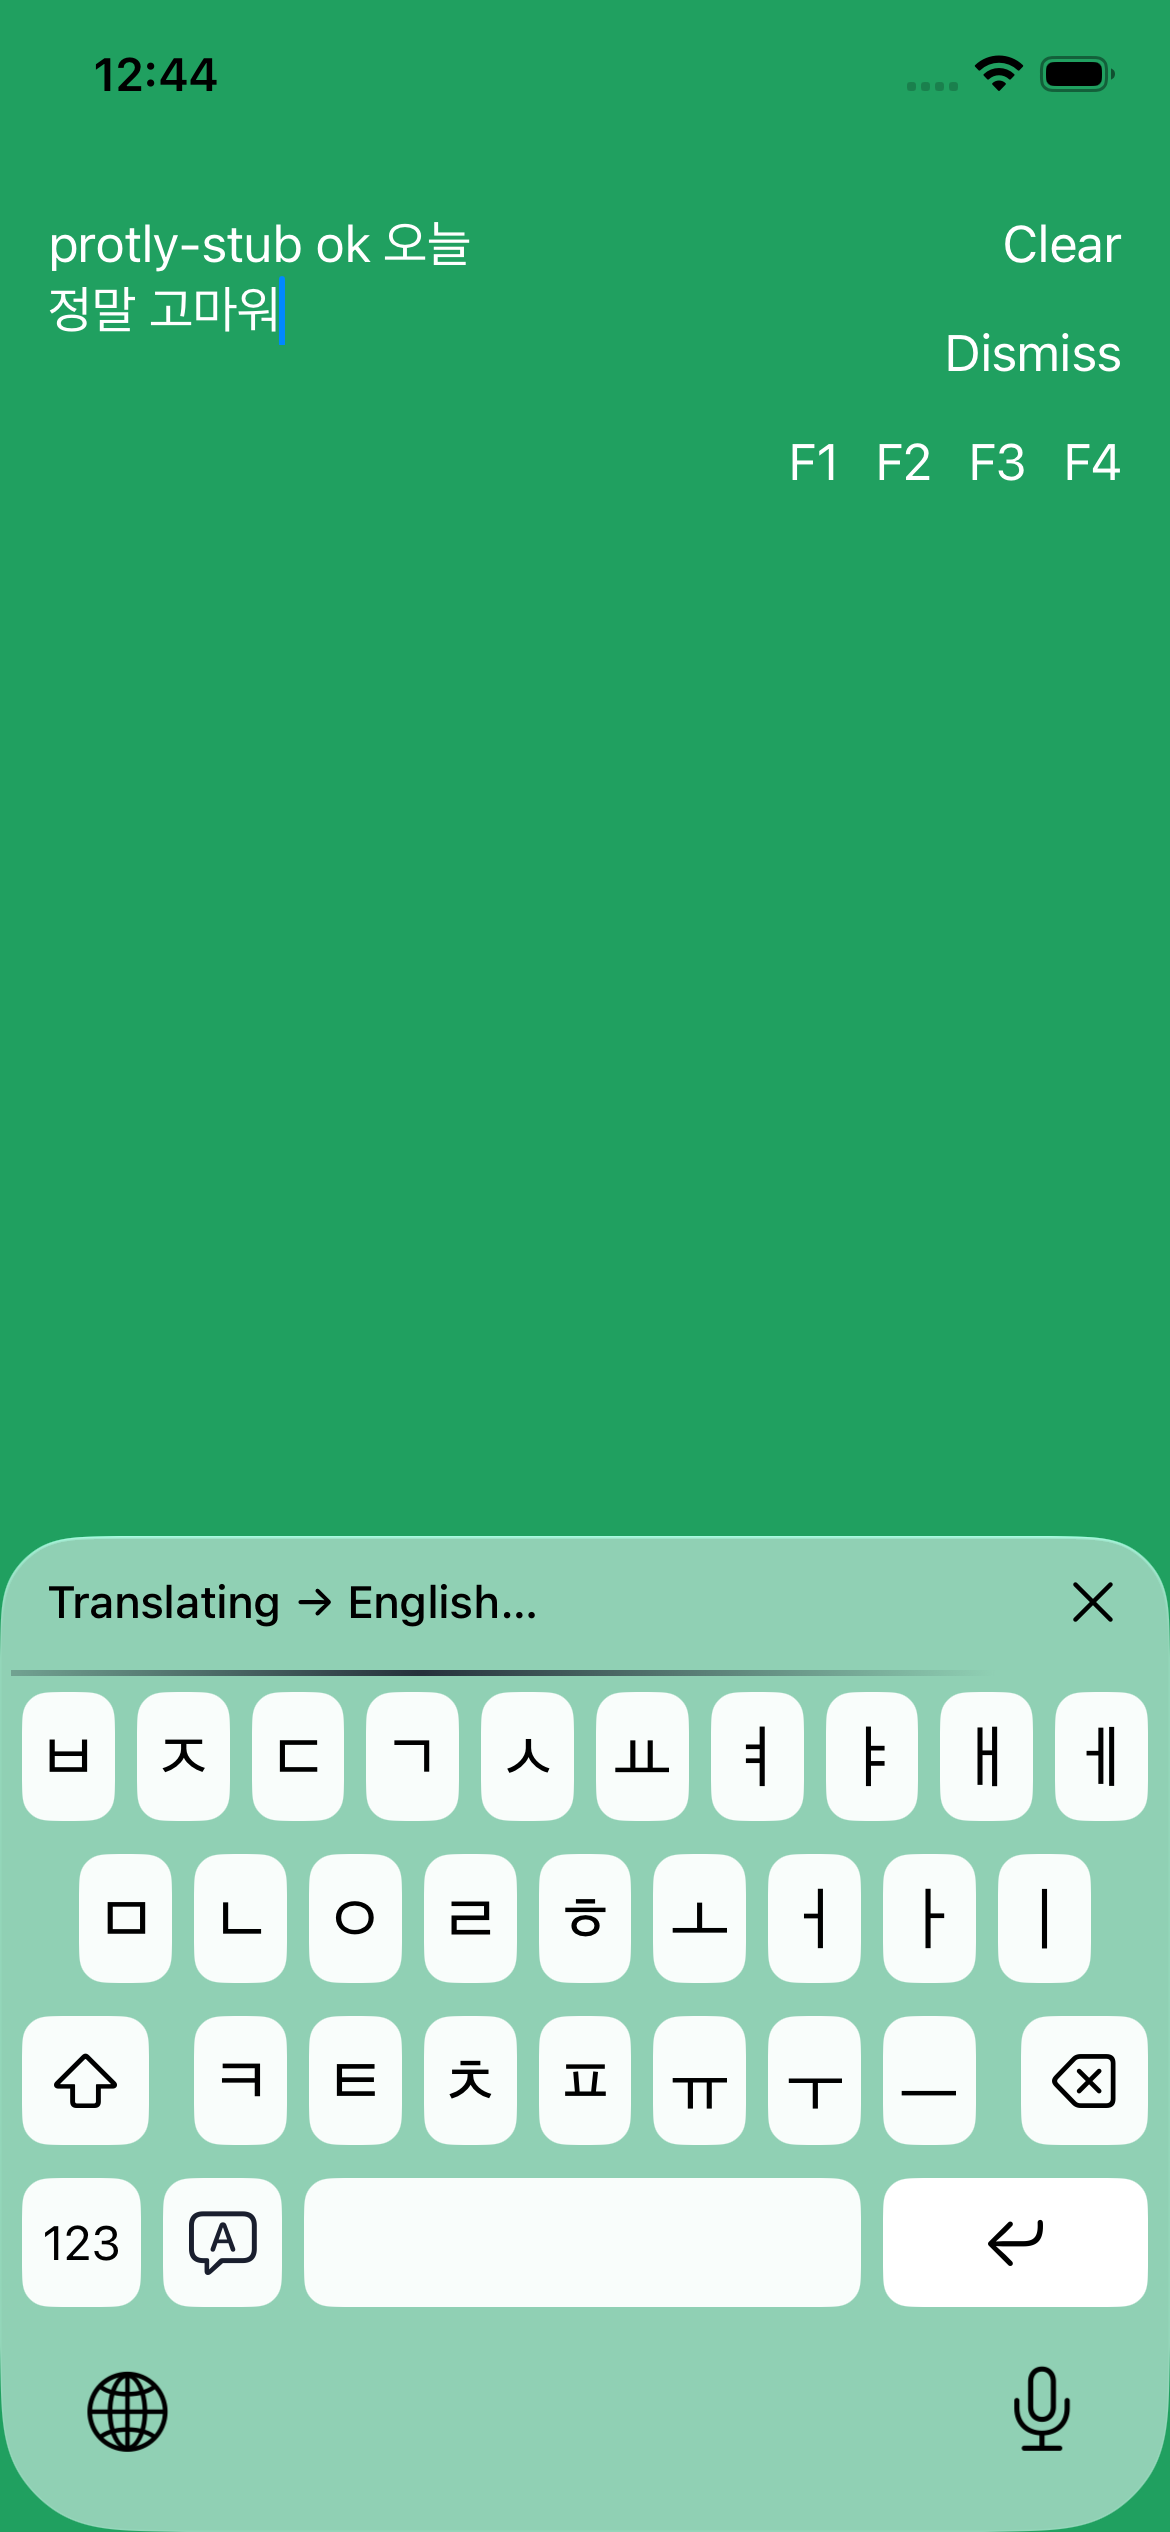 12:44
protly-stub ok 오늘
정말 고마워
Clear
Dismiss
F1 F2 F3 F4
Translating → English...
ㅂ ㅈ ㄷ ㄱ ㅅ ㅛ ㅕ ㅑ ㅐ ㅔ
ㅁ ㄴ ㅇ ㄹ ㅎ ㅗ ㅓ ㅏ ㅣ
ㅋ ㅌ ㅊ ㅍ ㅠ ㅜ ㅡ
123 A